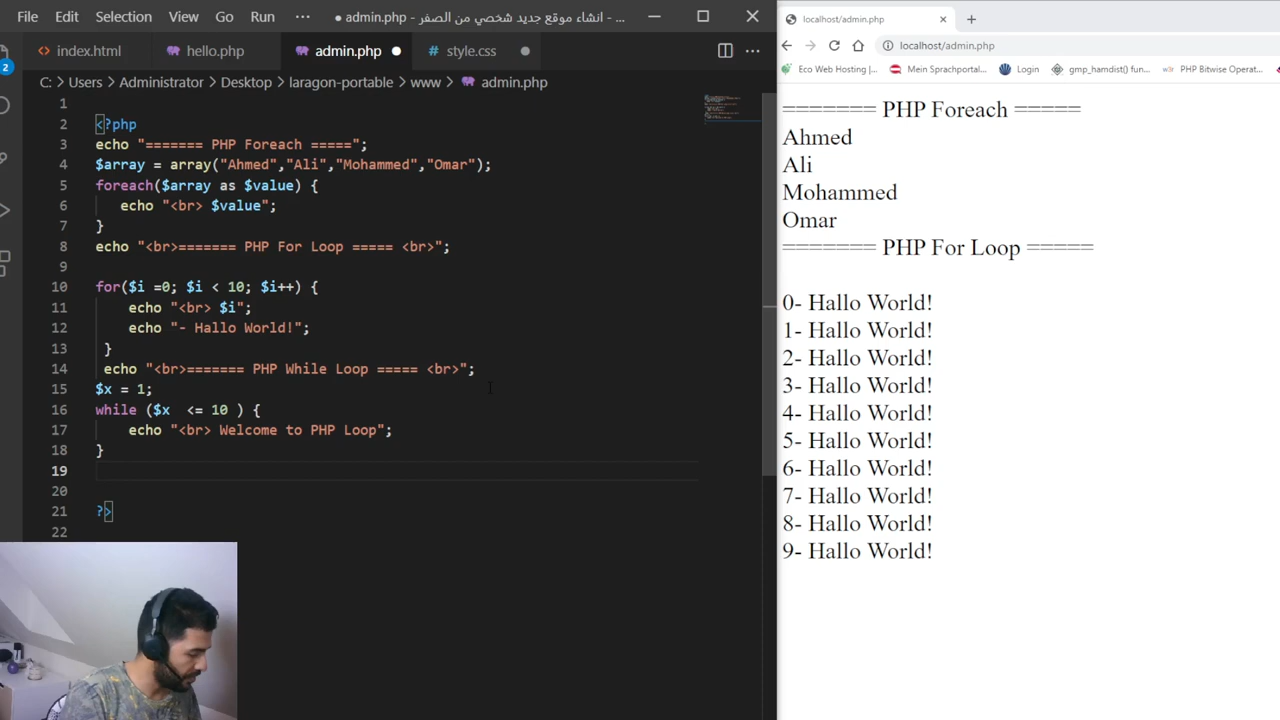 File Edit Selection View Go Run ··· ● admin.php - انشاء موقع جديد شخصي من الصفر - ...
index.html hello.php admin.php style.css ···
2
C: > Users > Administrator > Desktop > laragon-portable > www > admin.php
1
2 <?php
3 echo "======= PHP Foreach =====";
4 $array = array("Ahmed","Ali","Mohammed","Omar");
5 foreach($array as $value) {
6 echo "<br> $value";
7 }
8 echo "<br>======= PHP For Loop ===== <br>";
9
10 for($i =0; $i < 10; $i++) {
11 echo "<br> $i";
12 echo "- Hallo World!";
13 }
14 echo "<br>======= PHP While Loop ===== <br>";
15 $x = 1;
16 while ($x <= 10 ) {
17 echo "<br> Welcome to PHP Loop";
18 }
19
20
21 ?>
22
localhost/admin.php
localhost/admin.php
Eco Web Hosting |... Mein Sprachportal... Login gmp_hamdist() fun... PHP Bitwise Operat...
======= PHP Foreach =====
Ahmed
Ali
Mohammed
Omar
======= PHP For Loop =====
0- Hallo World!
1- Hallo World!
2- Hallo World!
3- Hallo World!
4- Hallo World!
5- Hallo World!
6- Hallo World!
7- Hallo World!
8- Hallo World!
9- Hallo World!